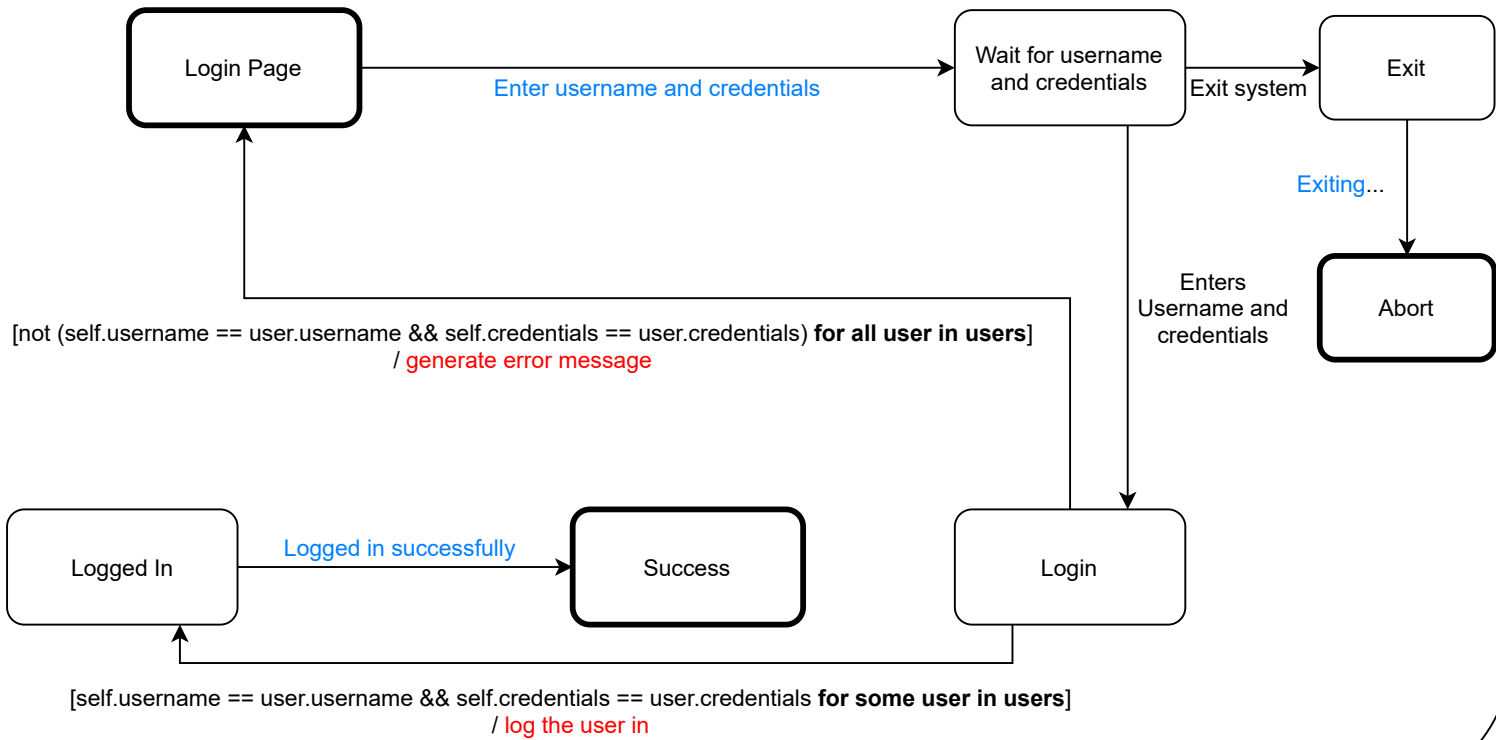 Login Page
Enter username and credentials
Wait for username
and credentials
Exit system
Exit
Exiting...
Abort
Enters
Username and
credentials
[not (self.username == user.username && self.credentials == user.credentials) for all user in users]
/ generate error message
Logged In
Logged in successfully
Success
Login
[self.username == user.username && self.credentials == user.credentials for some user in users]
/ log the user in